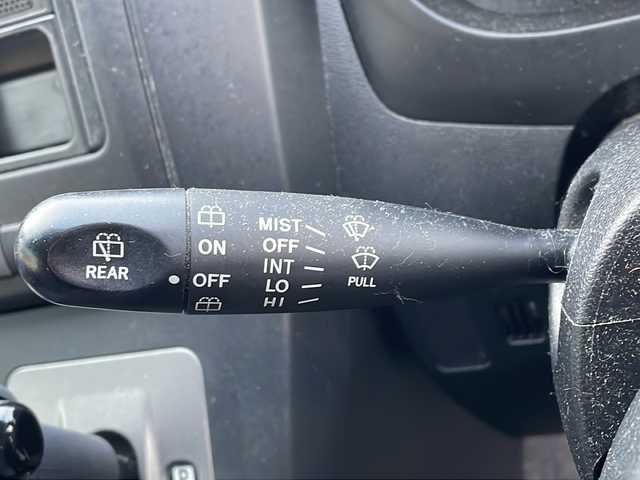 REAR
ON
OFF
MIST
OFF
INT
LO
HI
PULL